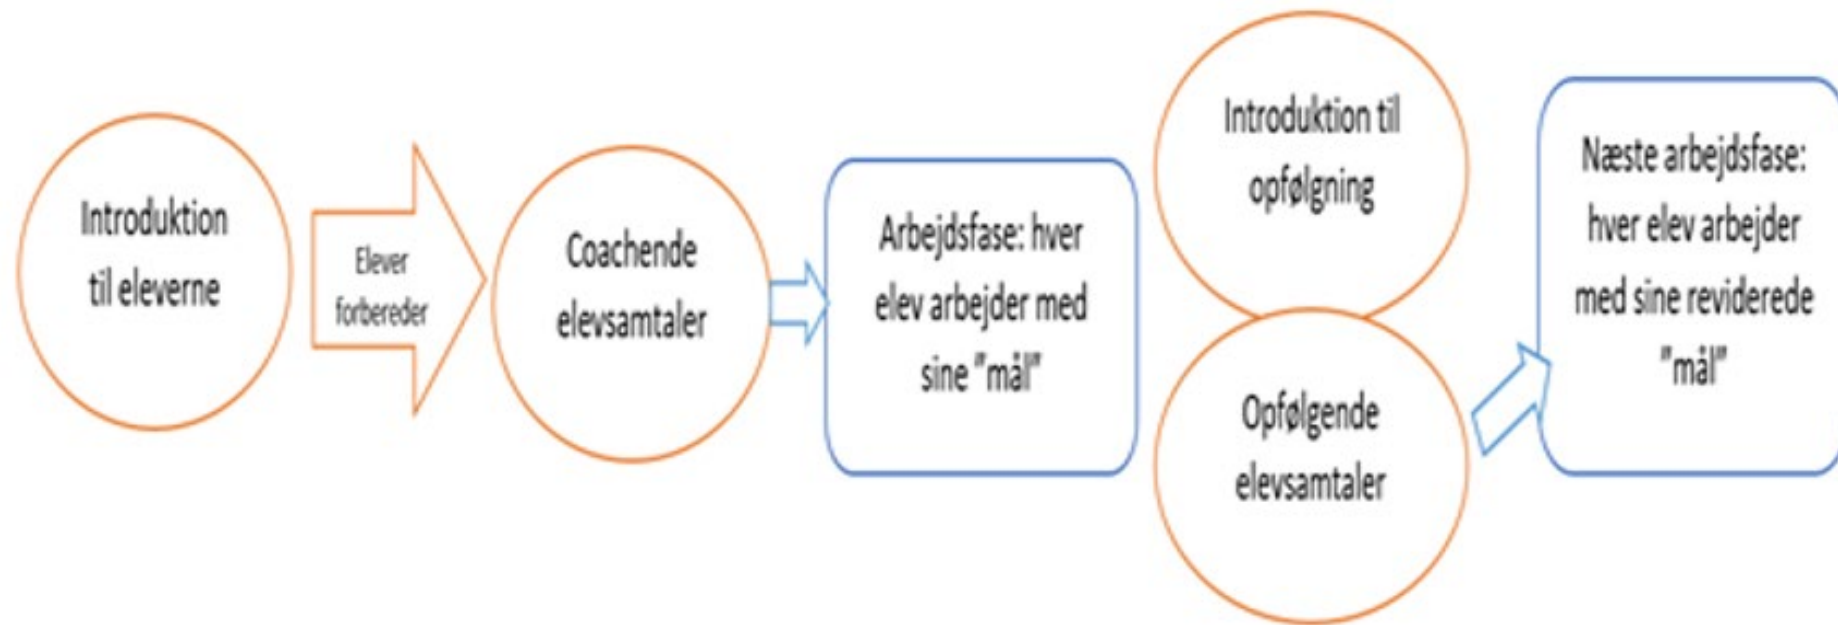 Introduktion
til eleverne
Elever
forbereder
Coachende
elevsamtaler
Arbejdsfase: hver
elev arbejder med
sine "mål"
Introduktion til
opfølgning
Opfølgende
elevsamtaler
Næste arbejdsfase:
hver elev arbejder
med sine reviderede
"mål"